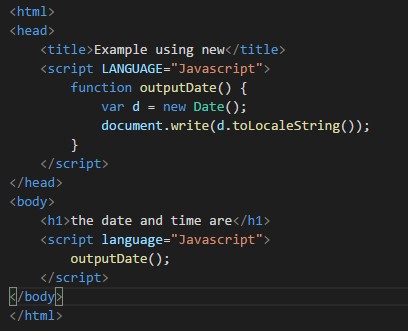 <html>
<head>
    <title>Example using new</title>
    <script LANGUAGE="Javascript">
        function outputDate() {
            var d = new Date();
            document.write(d.toLocaleString());
        }
    </script>
</head>
<body>
    <h1>the date and time are</h1>
    <script language="Javascript">
        outputDate();
    </script>
</body>
</html>